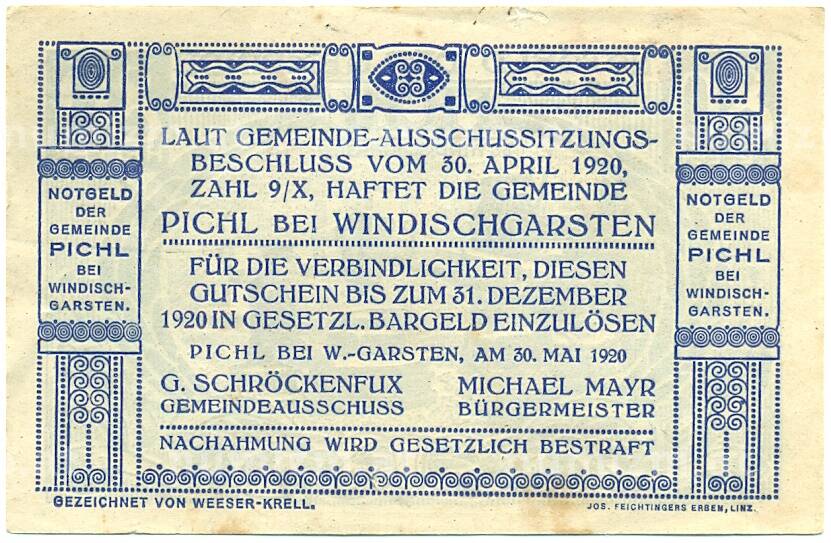 LAUT GEMEINDE-AUSSCHUSSITZUNGS-
BESCHLUSS VOM 30. APRIL 1920,
ZAHL 9/X, HAFTET DIE GEMEINDE
PICHL BEI WINDISCHGARSTEN
FÜR DIE VERBINDLICHKEIT, DIESEN
GUTSCHEIN BIS ZUM 31. DEZEMBER
1920 IN GESETZL. BARGELD EINZULÖSEN
PICHL BEI W.-GARSTEN, AM 30. MAI 1920
G. SCHRÖCKENFUX MICHAEL MAYR
GEMEINDEAUSSCHUSS BÜRGERMEISTER
NACHAHMUNG WIRD GESETZLICH BESTRAFT
NOTGELD
DER
GEMEINDE
PICHL
BEI
WINDISCH-
GARSTEN.
NOTGELD
DER
GEMEINDE
PICHL
BEI
WINDISCH-
GARSTEN.
GEZEICHNET VON WEESER-KRELL.
JOS. FEICHTINGERS ERBEN, LINZ.